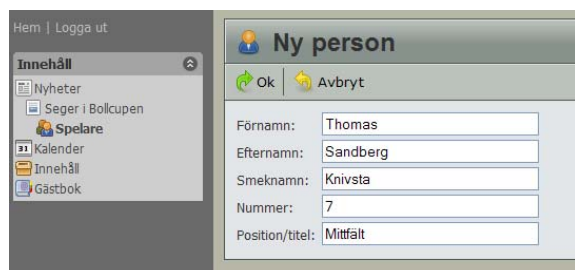 Hem | Logga ut
Innehåll
Nyheter
Seger i Bollcupen
Spelare
31 Kalender
Innehåll
Gästbok
Ny person
Ok Avbryt
Förnamn: Thomas
Efternamn: Sandberg
Smeknamn: Knivsta
Nummer: 7
Position/titel: Mittfält